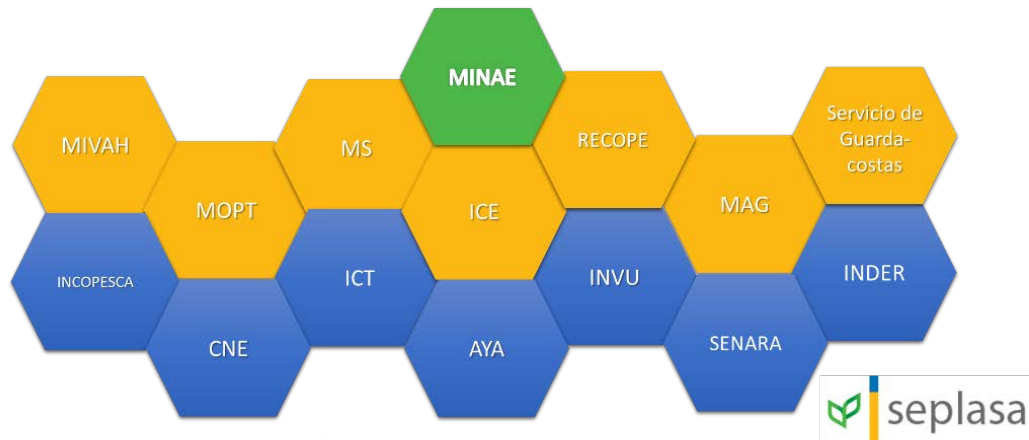 MINAE
MIVAH
MS
RECOPE
Servicio de
Guarda-
costas
MOPT
ICE
MAG
INCOPESCA
ICT
INVU
INDER
CNE
AYA
SENARA
seplasa